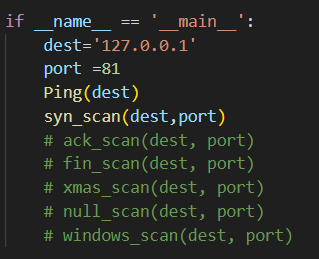 if __name__ == '__main__':
    dest='127.0.0.1'
    port =81
    Ping(dest)
    syn_scan(dest,port)
    # ack_scan(dest, port)
    # fin_scan(dest, port)
    # xmas_scan(dest, port)
    # null_scan(dest, port)
    # windows_scan(dest, port)